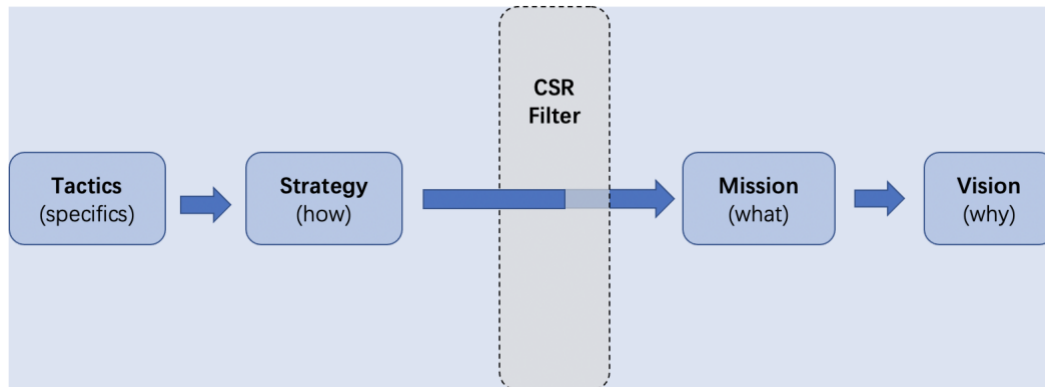 CSR
Filter
Tactics
(specifics)
Strategy
(how)
Mission
(what)
Vision
(why)